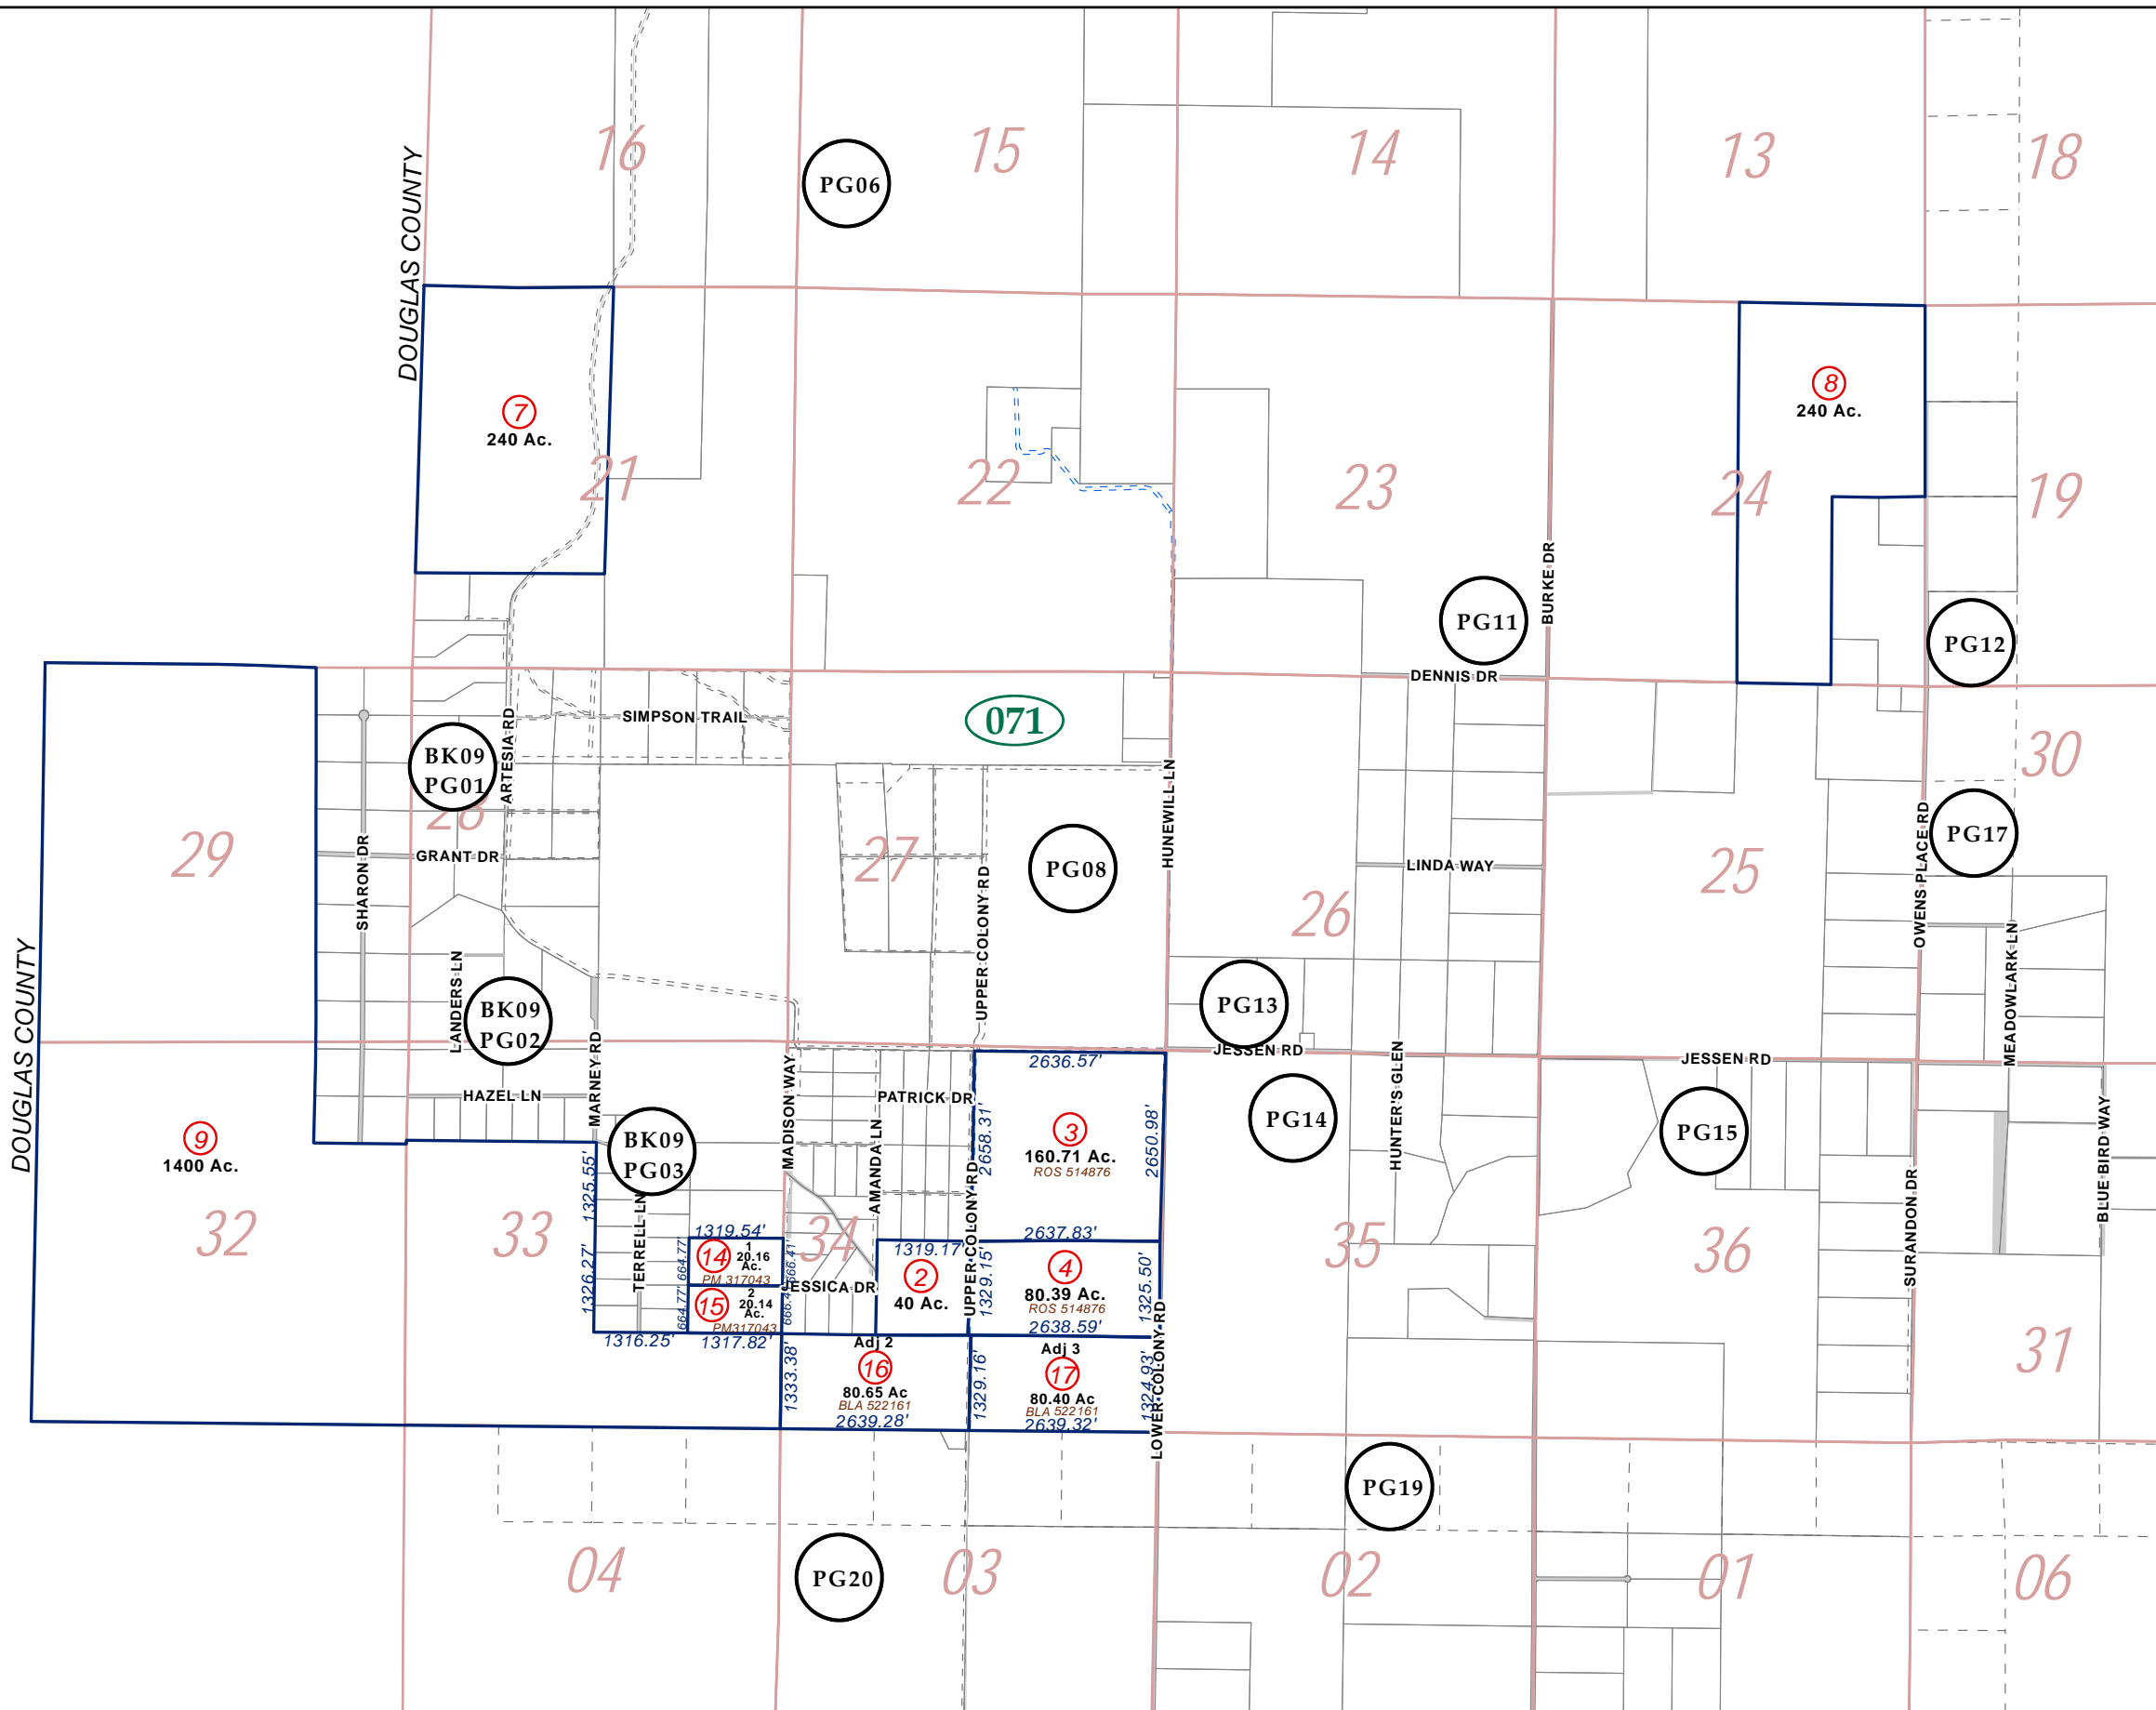 16
15
14
13
18
PG06
DOUGLAS COUNTY
7
240 Ac.
8
240 Ac.
21
22
23
24
19
BURKE DR
PG11
PG12
DENNIS DR
SIMPSON TRAIL
071
ARTESIA RD
BK09
PG01
28
HUNEWILL LN
30
29
SHARON DR
GRANT DR
27
PG08
UPPER COLONY RD
LINDA WAY
26
25
OWENS PLACE RD
PG17
DOUGLAS COUNTY
LANDERS LN
BK09
PG02
PG13
MEADOWLARK LN
MARNEY RD
MADISON WAY
JESSEN RD
JESSEN RD
2636.57'
HAZEL LN
PATRICK DR
HUNTER'S GLEN
BLUE BIRD WAY
9
1400 Ac.
BK09
PG03
AMANDA LN
2658.31'
3
160.71 Ac.
ROS 514876
2650.98'
PG14
PG15
1325.55'
TERRELL LN
UPPER COLONY RD
SURANDON DR
32
33
34
35
36
1319.54'
2637.83'
1326.27'
664.77'
14
1
20.16
Ac.
PM 317043
666.41'
1319.17'
2
40 Ac.
1329.15'
4
80.39 Ac.
ROS 514876
2638.59'
1325.50'
JESSICA DR
664.77'
15
2
20.14
Ac.
PM317043
1316.25'
1317.82'
LOWER COLONY RD
31
1333.38'
Adj 2
16
80.65 Ac
BLA 522161
2639.28'
1329.16'
Adj 3
17
80.40 Ac
BLA 522161
2639.32'
1324.93'
PG19
04
PG20
03
02
01
06